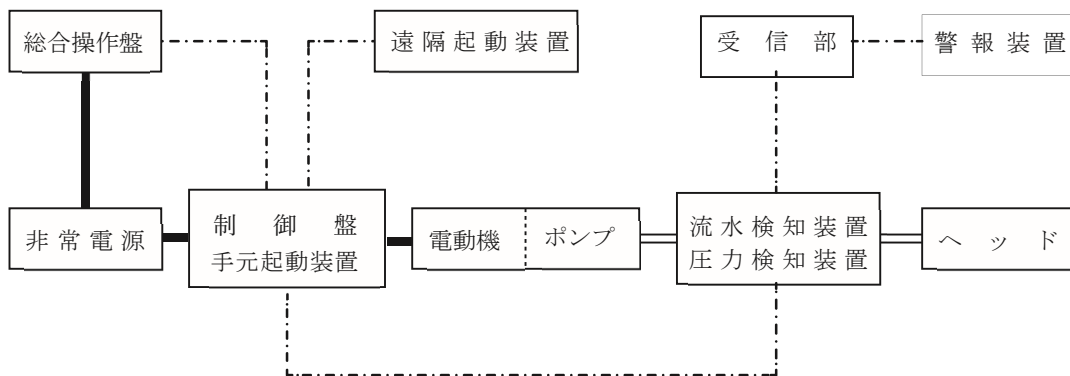 総合操作盤
遠隔起動装置
受信部
警報装置
非常電源
制御盤
手元起動装置
電動機
ポンプ
流水検知装置
圧力検知装置
ヘッド